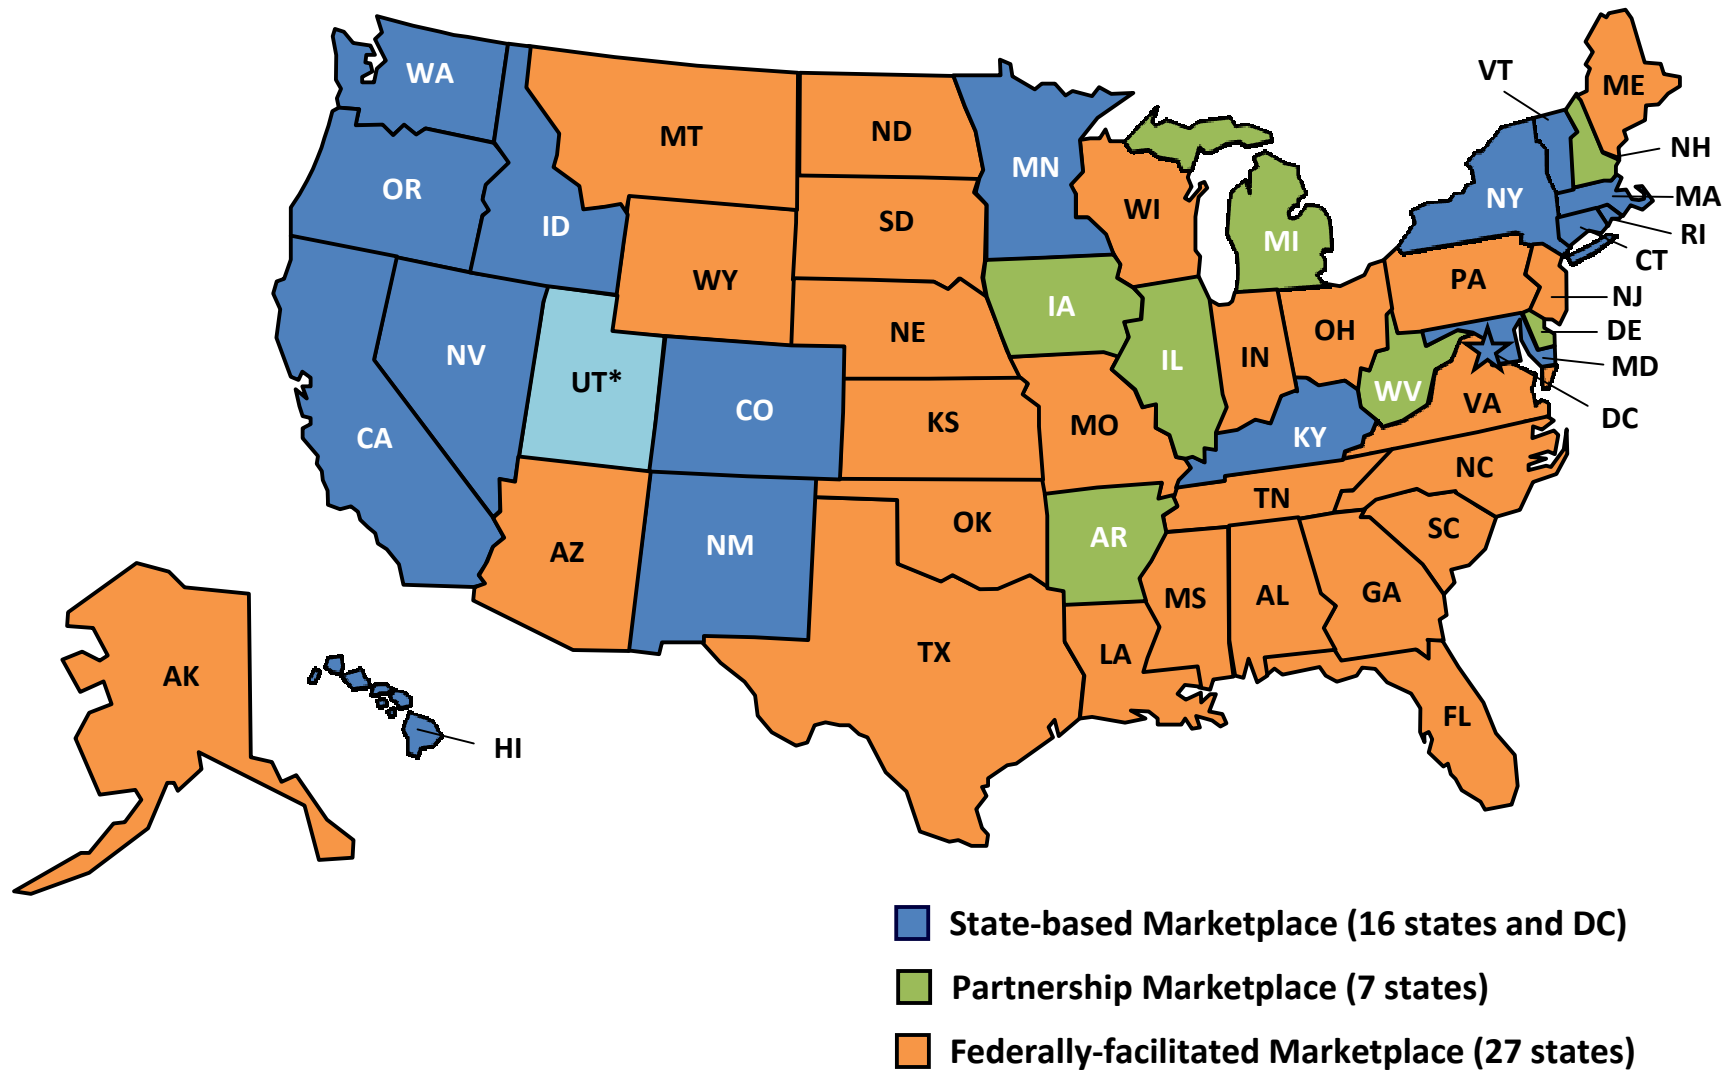 WA
VT
ME
MT
ND
MN
NH
OR
NY
MA
ID
SD
WI
RI
MI
CT
WY
PA
NJ
IA
NE
OH
DE
NV
IL
IN
MD
UT*
WV
CO
VA
DC
CA
KS
MO
KY
NC
TN
OK
SC
AZ
NM
AR
MS
AL
GA
TX
LA
AK
FL
HI
State-based Marketplace (16 states and DC)
Partnership Marketplace (7 states)
Federally-facilitated Marketplace (27 states)